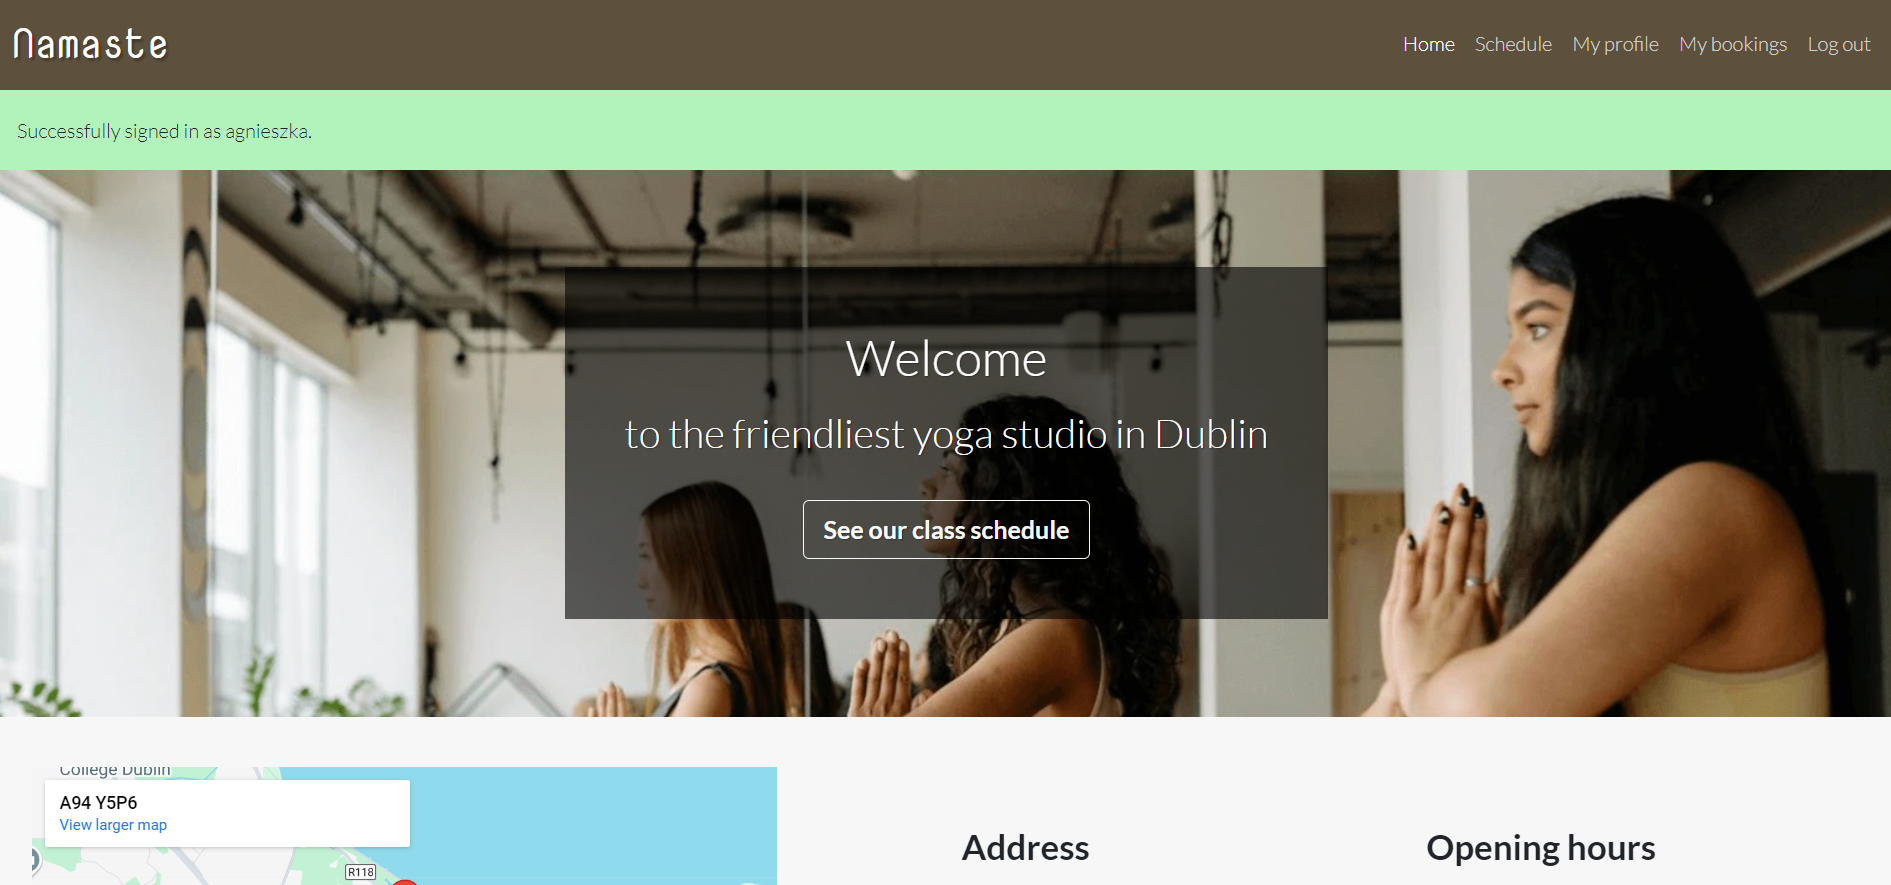 Namaste
Home Schedule My profile My bookings Log out
Successfully signed in as agnieszka.
Welcome
to the friendliest yoga studio in Dublin
See our class schedule
College Dublin
A94 Y5P6
View larger map
R118
Address
Opening hours